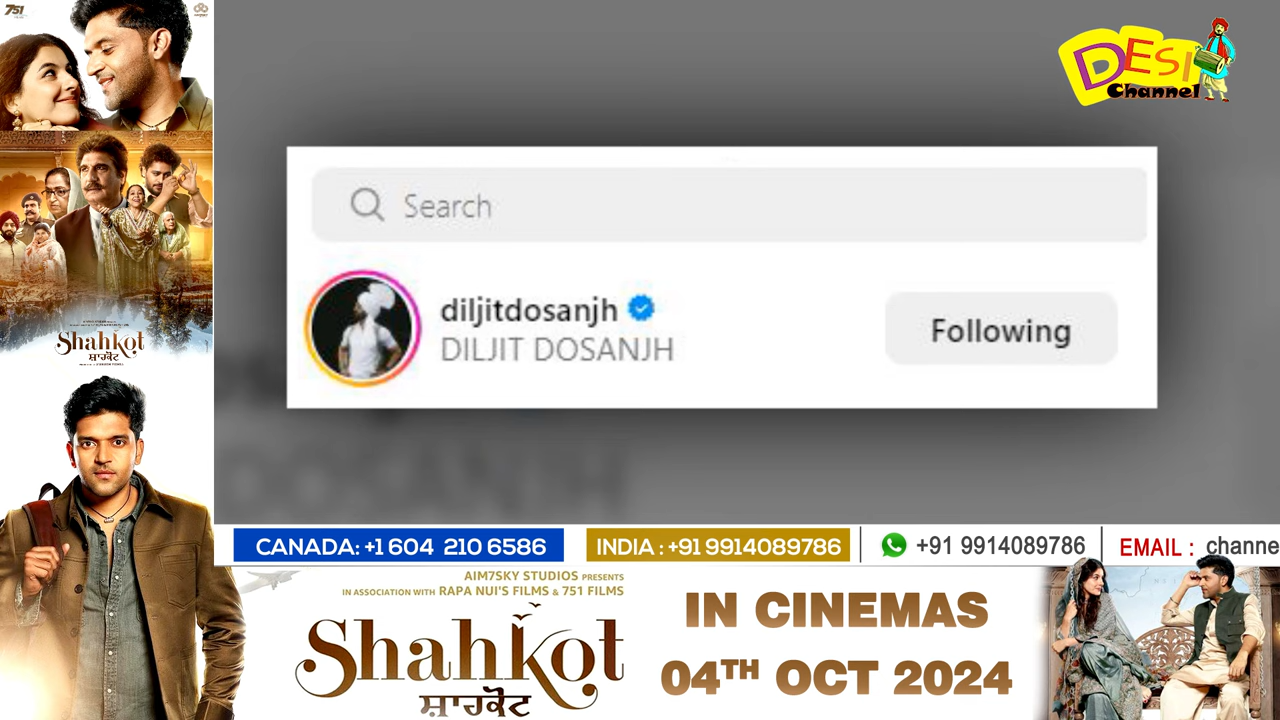 751
DESI
Channel
Search
diljitdosanjh
DILJIT DOSANJH
Following
Shahkot
ਸ਼ਾਹਕੋਟ
DOSANJH
CANADA: +1 604 210 6586
INDIA : +91 9914089786
+91 9914089786
EMAIL : channe
AIM7SKY STUDIOS PRESENTS
IN ASSOCIATION WITH RAPA NUI'S FILMS & 751 FILMS
Shahkot
ਸ਼ਾਹਕੋਟ
IN CINEMAS
04TH OCT 2024